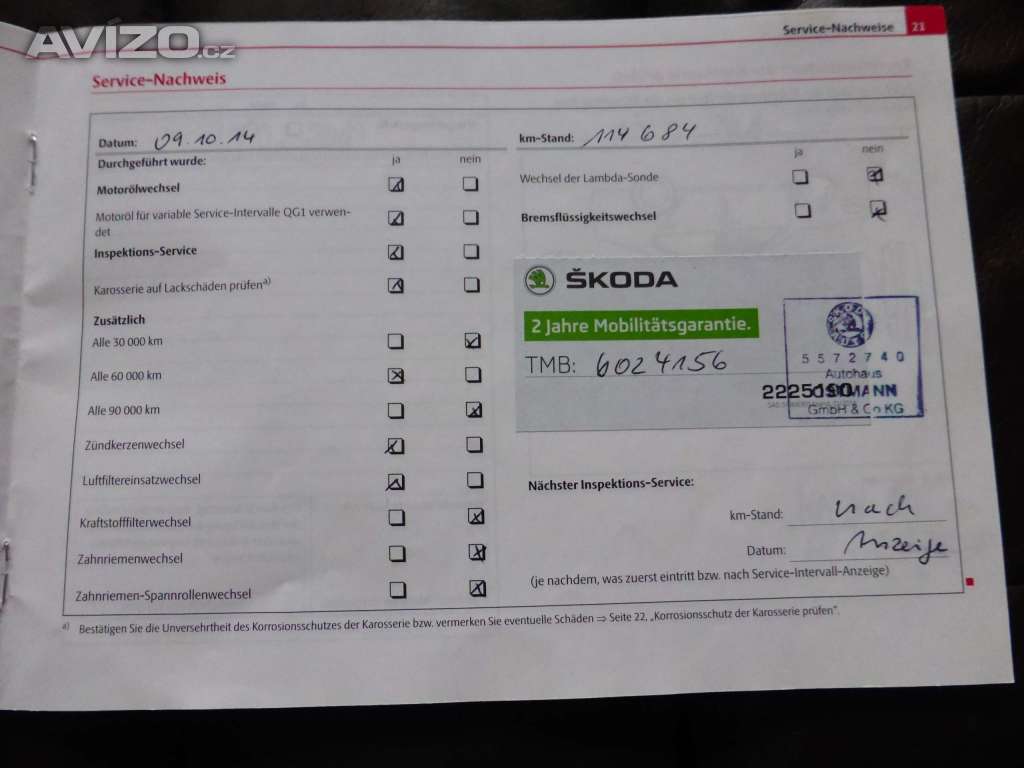 AVÍZO.cz
Service-Nachweise 21
Service-Nachweis
Datum: 09.10.14
Durchgeführt wurde: ja nein
Motorölwechsel
Motoröl für variable Service-Intervalle QG1 verwen-
det
Inspektions-Service
Karosserie auf Lackschäden prüfen a)
Zusätzlich
Alle 30 000 km
Alle 60 000 km
Alle 90 000 km
Zündkerzenwechsel
Luftfiltereinsatzwechsel
Kraftstofffilterwechsel
Zahnriemenwechsel
Zahnriemen-Spannrollenwechsel
km-Stand: 114 684
ja nein
Wechsel der Lambda-Sonde
Bremsflüssigkeitswechsel
ŠKODA
2 Jahre Mobilitätsgarantie.
TMB: 6024156
5572740
Autohaus
2225190
GmbH & Co KG
Nächster Inspektions-Service:
km-Stand: nach
Datum: Anzeige
(je nachdem, was zuerst eintritt bzw. nach Service-Intervall-Anzeige)
a) Bestätigen Sie die Unversehrtheit des Korrosionsschutzes der Karosserie bzw. vermerken Sie eventuelle Schäden ⇒ Seite 22, „Korrosionsschutz der Karosserie prüfen“.